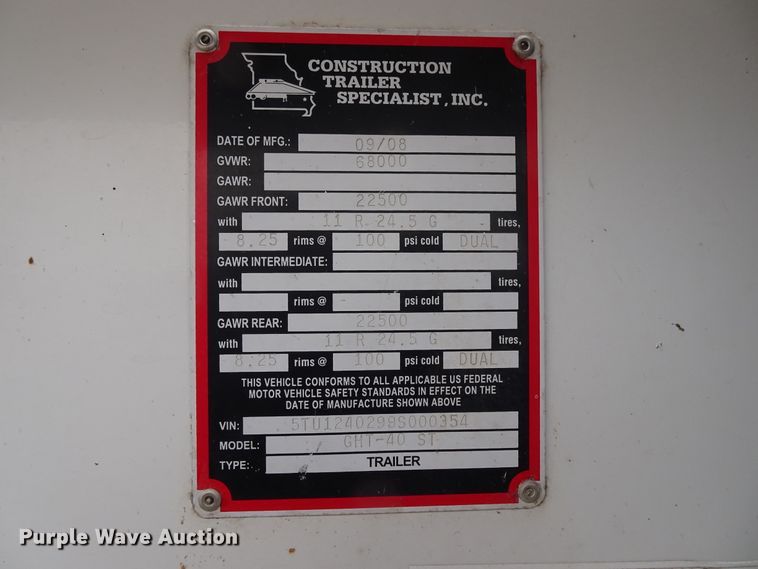 CONSTRUCTION
TRAILER
SPECIALIST, INC.
DATE OF MFG.: 09/08
GVWR: 68000
GAWR:
GAWR FRONT: 22500
with 11 R 24.5 G tires,
8.25 rims @ 100 psi cold DUAL
GAWR INTERMEDIATE:
with tires,
rims @ psi cold
GAWR REAR: 22500
with 11 R 24.5 G tires,
8.25 rims @ 100 psi cold DUAL
THIS VEHICLE CONFORMS TO ALL APPLICABLE US FEDERAL
MOTOR VEHICLE SAFETY STANDARDS IN EFFECT ON THE
DATE OF MANUFACTURE SHOWN ABOVE
VIN: 5TU1240299S000354
MODEL: GHT-40 ST
TYPE: TRAILER
Purple Wave Auction